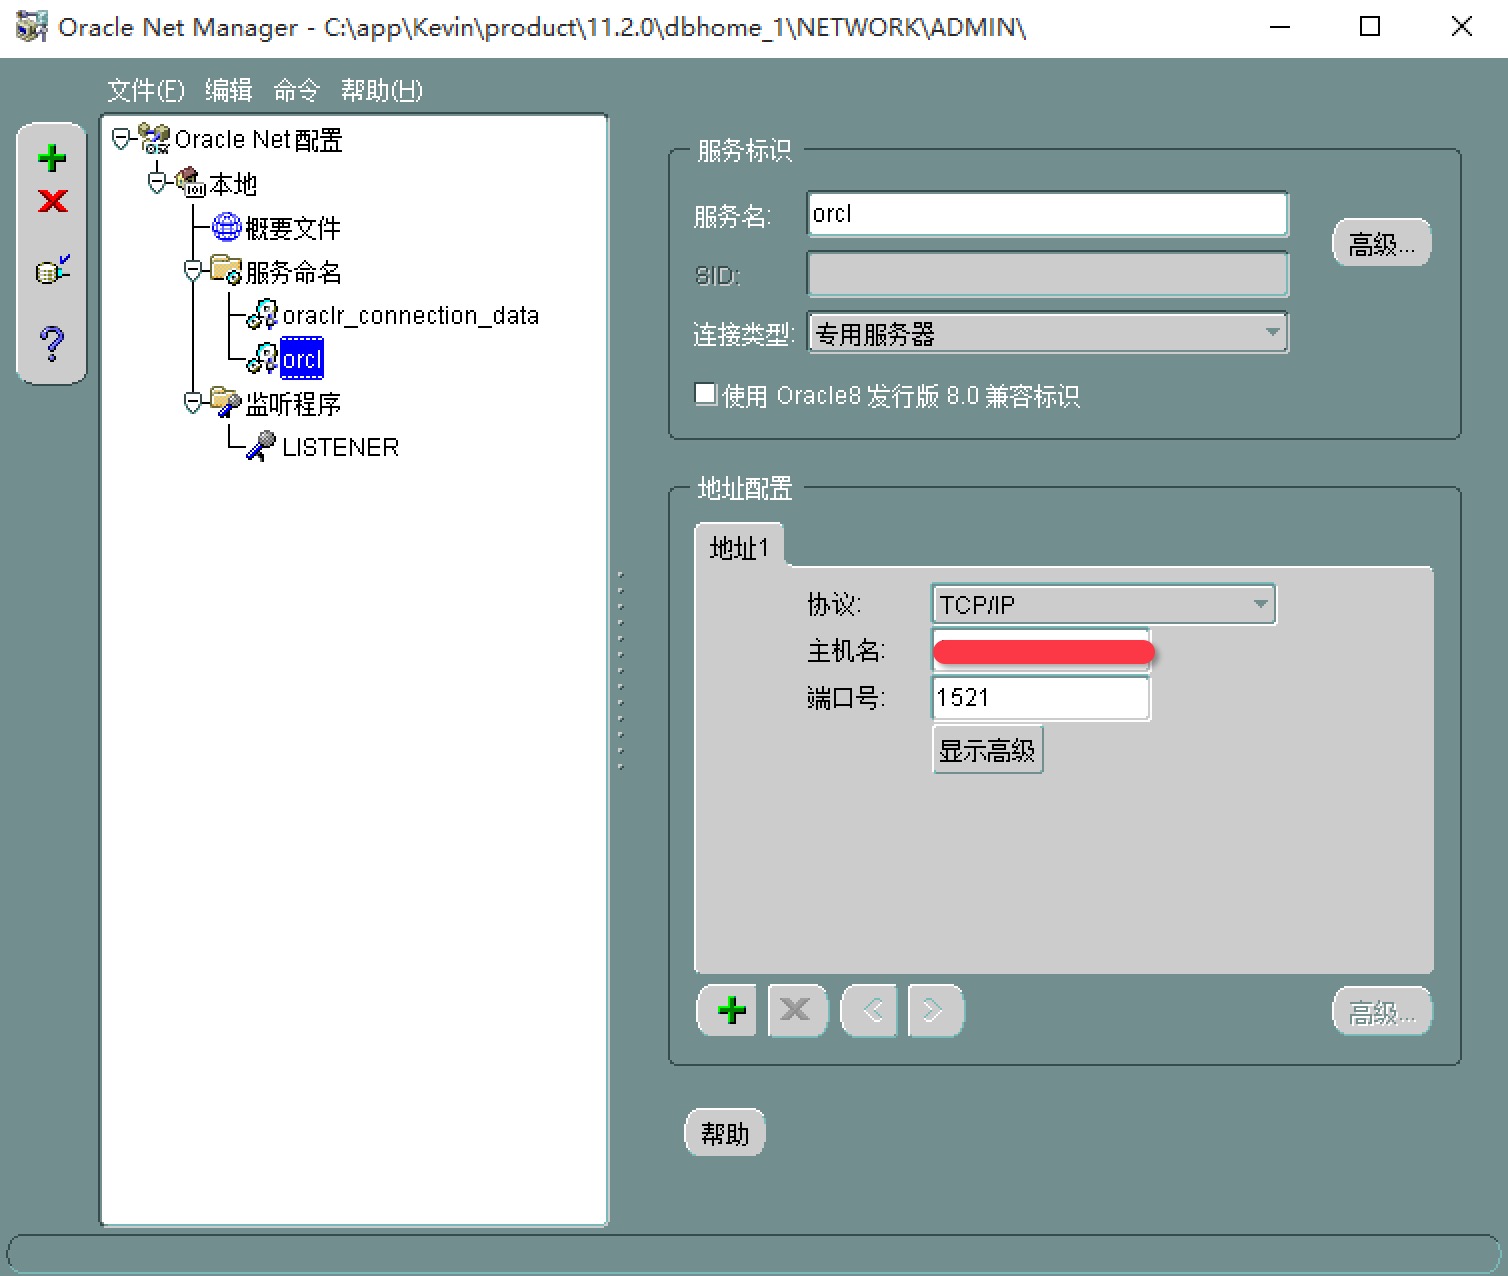 Oracle Net Manager - C:\app\Kevin\product\11.2.0\dbhome_1\NETWORK\ADMIN\
文件(F) 编辑 命令 帮助(H)
Oracle Net 配置
本地
概要文件
服务命名
oraclr_connection_data
orcl
监听程序
LISTENER
服务标识
服务名: orcl
高级...
SID:
连接类型: 专用服务器
使用 Oracle8 发行版 8.0 兼容标识
地址配置
地址1
协议: TCP/IP
主机名:
端口号: 1521
显示高级
高级...
帮助